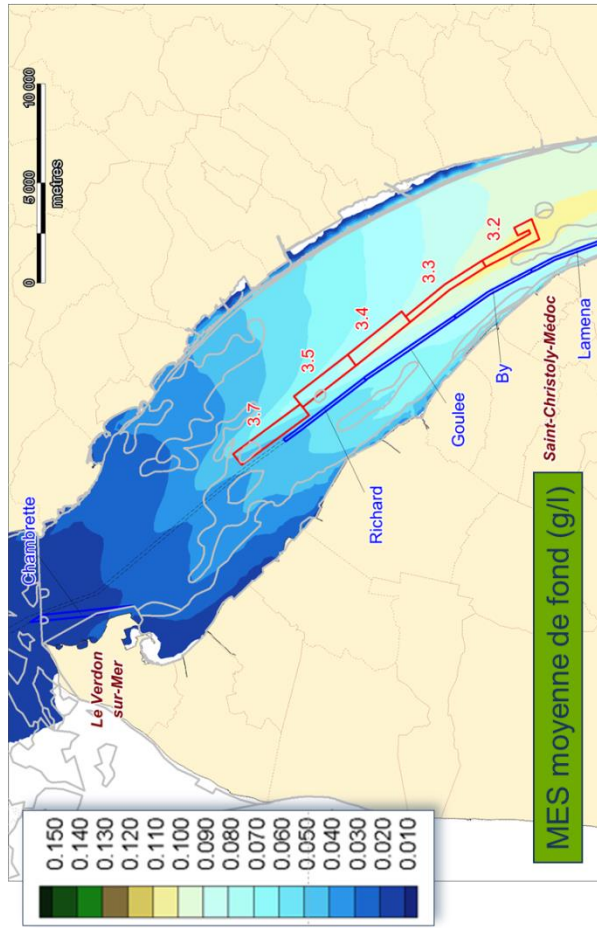 0.150
0.140
0.130
0.120
0.110
0.100
0.090
0.080
0.070
0.060
0.050
0.040
0.030
0.020
0.010
Le Verdon
sur-Mer
Chambrette
Richard
Goulee
By
Lamena
3.7
3.5
3.4
3.3
3.2
Saint-Christoly-Médoc
0
5 000
10 000
metres
MES moyenne de fond (g/l)